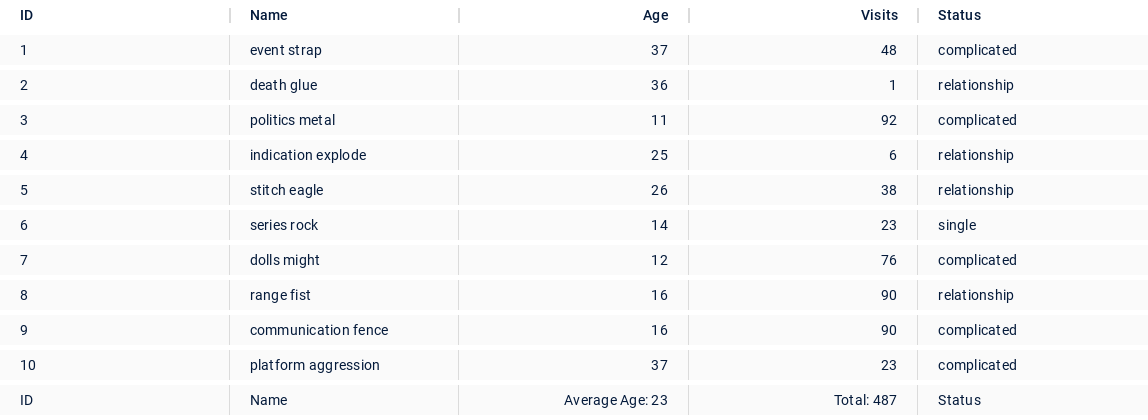 ID Name Age Visits Status
1 event strap 37 48 complicated
2 death glue 36 1 relationship
3 politics metal 11 92 complicated
4 indication explode 25 6 relationship
5 stitch eagle 26 38 relationship
6 series rock 14 23 single
7 dolls might 12 76 complicated
8 range fist 16 90 relationship
9 communication fence 16 90 complicated
10 platform aggression 37 23 complicated
ID Name Average Age: 23 Total: 487 Status